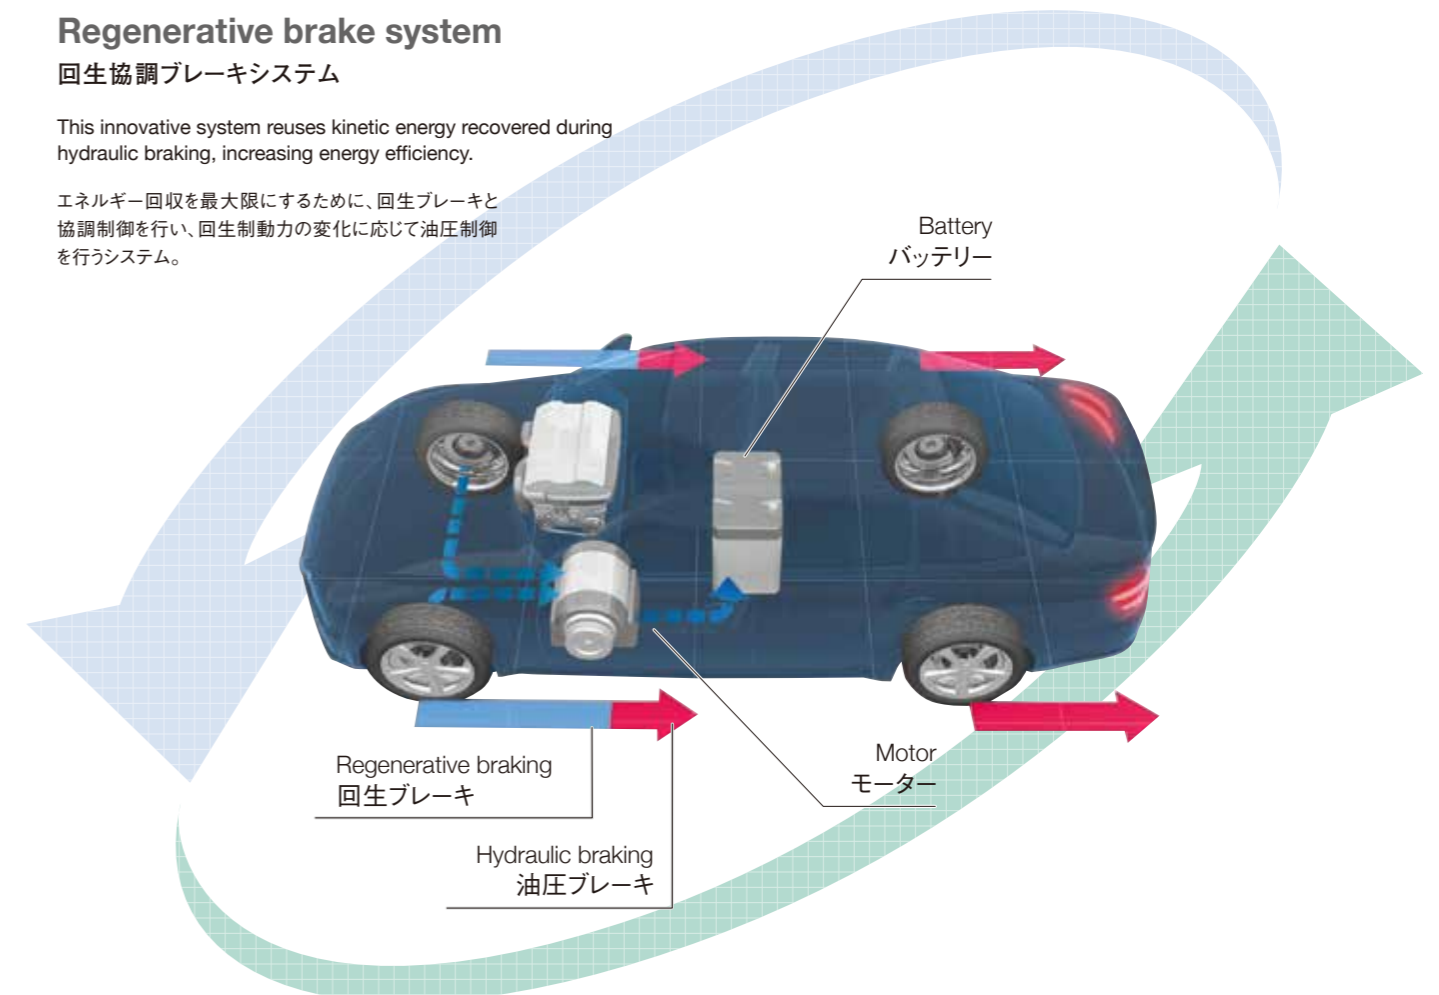 Regenerative brake system
回生協調ブレーキシステム
This innovative system reuses kinetic energy recovered during
hydraulic braking, increasing energy efficiency.
エネルギー回収を最大限にするために、回生ブレーキと
協調制御を行い、回生制動力の変化に応じて油圧制御
を行うシステム。
Battery
バッテリー
Motor
モーター
Regenerative braking
回生ブレーキ
Hydraulic braking
油圧ブレーキ